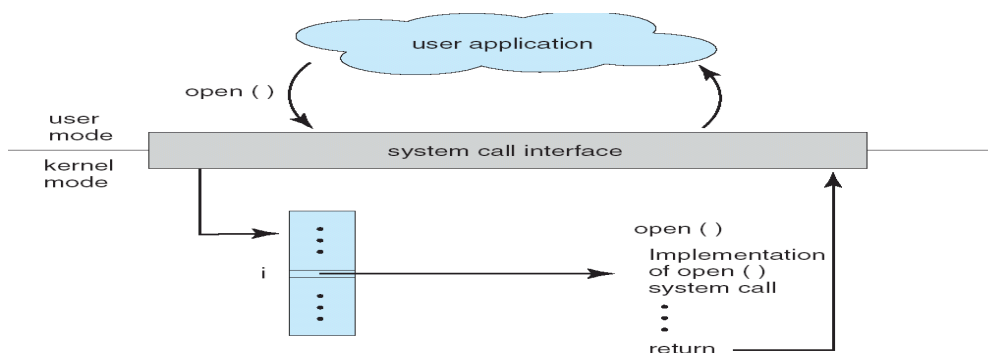 user application
open ( )
user
mode
system call interface
kernel
mode
open ( )
i
Implementation
of open ( )
system call
return